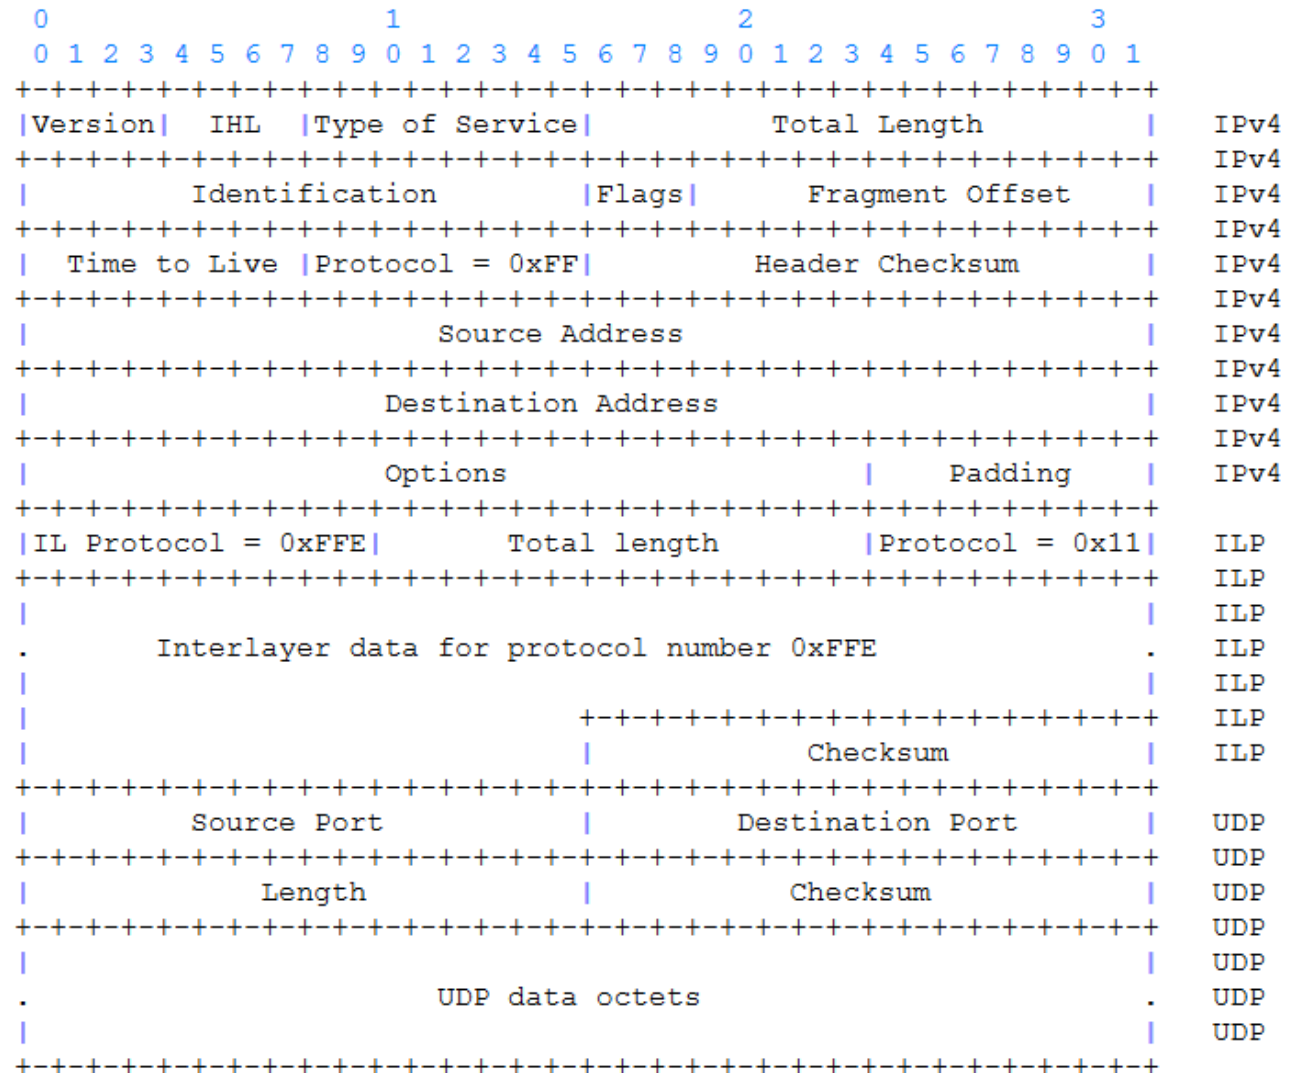 0                   1                   2                   3
 0 1 2 3 4 5 6 7 8 9 0 1 2 3 4 5 6 7 8 9 0 1 2 3 4 5 6 7 8 9 0 1
+-+-+-+-+-+-+-+-+-+-+-+-+-+-+-+-+-+-+-+-+-+-+-+-+-+-+-+-+-+-+-+-+
|Version|  IHL  |Type of Service|          Total Length         |   IPv4
+-+-+-+-+-+-+-+-+-+-+-+-+-+-+-+-+-+-+-+-+-+-+-+-+-+-+-+-+-+-+-+-+   IPv4
|         Identification        |Flags|      Fragment Offset    |   IPv4
+-+-+-+-+-+-+-+-+-+-+-+-+-+-+-+-+-+-+-+-+-+-+-+-+-+-+-+-+-+-+-+-+   IPv4
|  Time to Live |Protocol = 0xFF|         Header Checksum       |   IPv4
+-+-+-+-+-+-+-+-+-+-+-+-+-+-+-+-+-+-+-+-+-+-+-+-+-+-+-+-+-+-+-+-+   IPv4
|                       Source Address                          |   IPv4
+-+-+-+-+-+-+-+-+-+-+-+-+-+-+-+-+-+-+-+-+-+-+-+-+-+-+-+-+-+-+-+-+   IPv4
|                    Destination Address                        |   IPv4
+-+-+-+-+-+-+-+-+-+-+-+-+-+-+-+-+-+-+-+-+-+-+-+-+-+-+-+-+-+-+-+-+   IPv4
|                    Options                    |    Padding    |   IPv4
+-+-+-+-+-+-+-+-+-+-+-+-+-+-+-+-+-+-+-+-+-+-+-+-+-+-+-+-+-+-+-+-+
|IL Protocol = 0xFFE|       Total length        |Protocol = 0x11|   ILP
+-+-+-+-+-+-+-+-+-+-+-+-+-+-+-+-+-+-+-+-+-+-+-+-+-+-+-+-+-+-+-+-+   ILP
|                                                               |   ILP
.       Interlayer data for protocol number 0xFFE               .   ILP
|                                                               |   ILP
|                               +-+-+-+-+-+-+-+-+-+-+-+-+-+-+-+-+   ILP
|                               |            Checksum           |   ILP
+-+-+-+-+-+-+-+-+-+-+-+-+-+-+-+-+-+-+-+-+-+-+-+-+-+-+-+-+-+-+-+-+
|         Source Port           |        Destination Port       |   UDP
+-+-+-+-+-+-+-+-+-+-+-+-+-+-+-+-+-+-+-+-+-+-+-+-+-+-+-+-+-+-+-+-+   UDP
|             Length            |           Checksum            |   UDP
+-+-+-+-+-+-+-+-+-+-+-+-+-+-+-+-+-+-+-+-+-+-+-+-+-+-+-+-+-+-+-+-+   UDP
|                                                               |   UDP
.                       UDP data octets                         .   UDP
|                                                               |   UDP
+-+-+-+-+-+-+-+-+-+-+-+-+-+-+-+-+-+-+-+-+-+-+-+-+-+-+-+-+-+-+-+-+